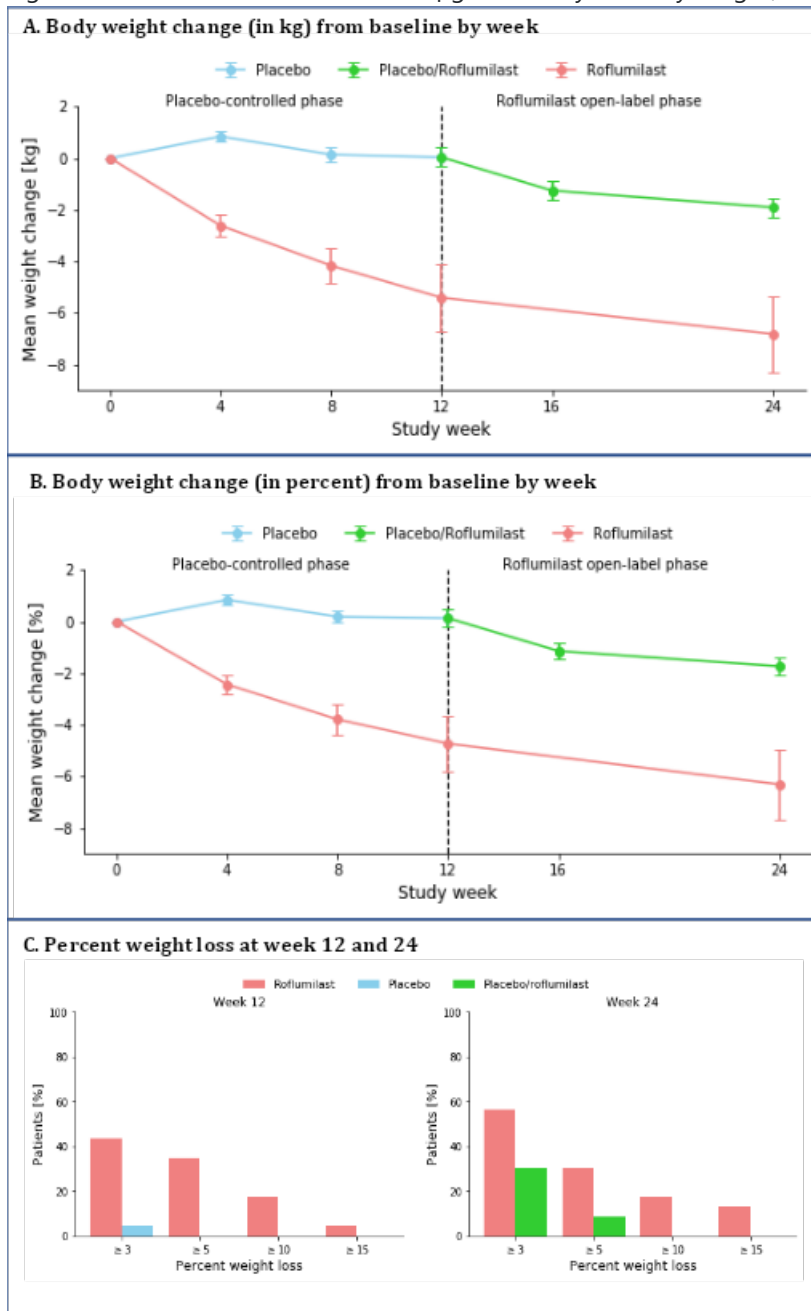 A. Body weight change (in kg) from baseline by week
Placebo Placebo/Roflumilast Roflumilast
Placebo-controlled phase Roflumilast open-label phase
Mean weight change [kg]
2
0
−2
−4
−6
−8
0 4 8 12 16 24
Study week
B. Body weight change (in percent) from baseline by week
Placebo Placebo/Roflumilast Roflumilast
Placebo-controlled phase Roflumilast open-label phase
Mean weight change [%]
2
0
−2
−4
−6
−8
0 4 8 12 16 24
Study week
C. Percent weight loss at week 12 and 24
Roflumilast Placebo Placebo/roflumilast
Week 12
Patients [%]
100
80
60
40
20
0
≥ 3 ≥ 5 ≥ 10 ≥ 15
Percent weight loss
Week 24
Patients [%]
100
80
60
40
20
0
≥ 3 ≥ 5 ≥ 10 ≥ 15
Percent weight loss